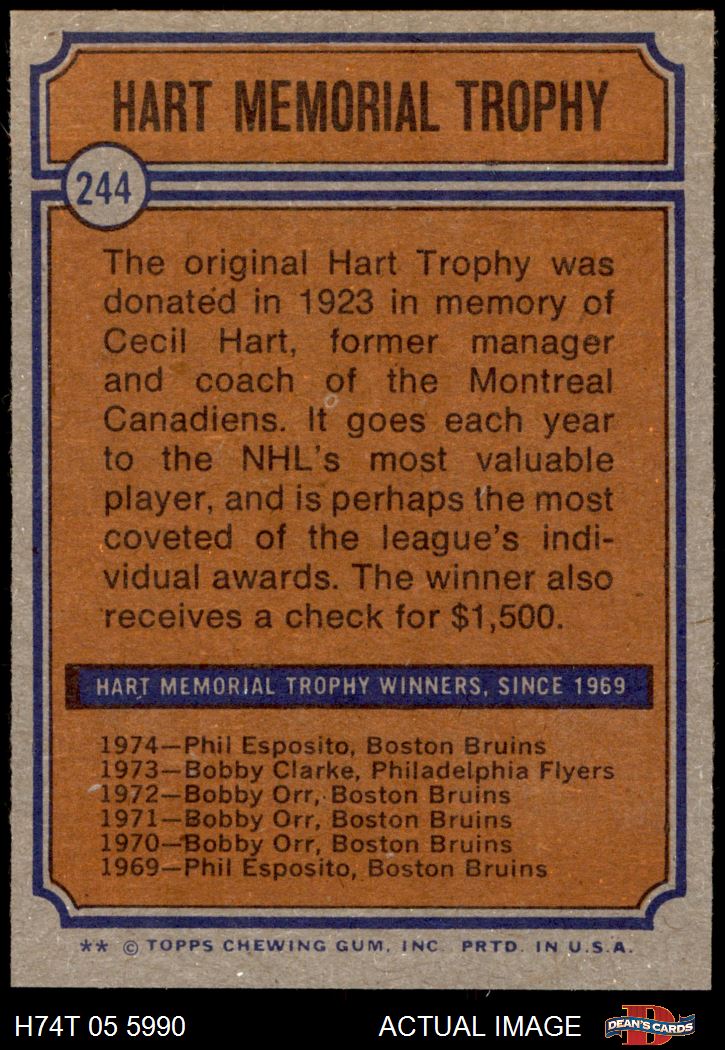 HART MEMORIAL TROPHY
244
The original Hart Trophy was
donated in 1923 in memory of
Cecil Hart, former manager
and coach of the Montreal
Canadiens. It goes each year
to the NHL's most valuable
player, and is perhaps the most
coveted of the league's indi-
vidual awards. The winner also
receives a check for $1,500.
HART MEMORIAL TROPHY WINNERS, SINCE 1969
1974—Phil Esposito, Boston Bruins
1973—Bobby Clarke, Philadelphia Flyers
1972—Bobby Orr, Boston Bruins
1971—Bobby Orr, Boston Bruins
1970—Bobby Orr, Boston Bruins
1969—Phil Esposito, Boston Bruins
** © TOPPS CHEWING GUM, INC. PRTD. IN U.S.A.
H74T 05 5990 ACTUAL IMAGE
D
DEAN'S CARDS